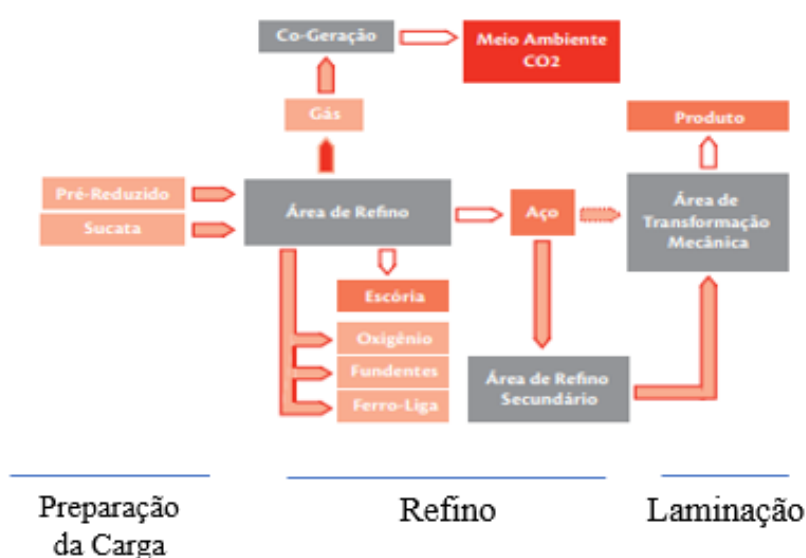 Co-Geração
Meio Ambiente
CO2
Gás
Produto
Pré-Reduzido
Sucata
Área de Refino
Aço
Área de
Transformação
Mecânica
Escória
Oxigênio
Fundentes
Ferro-Liga
Área de Refino
Secundário
Preparação
da Carga
Refino
Laminação